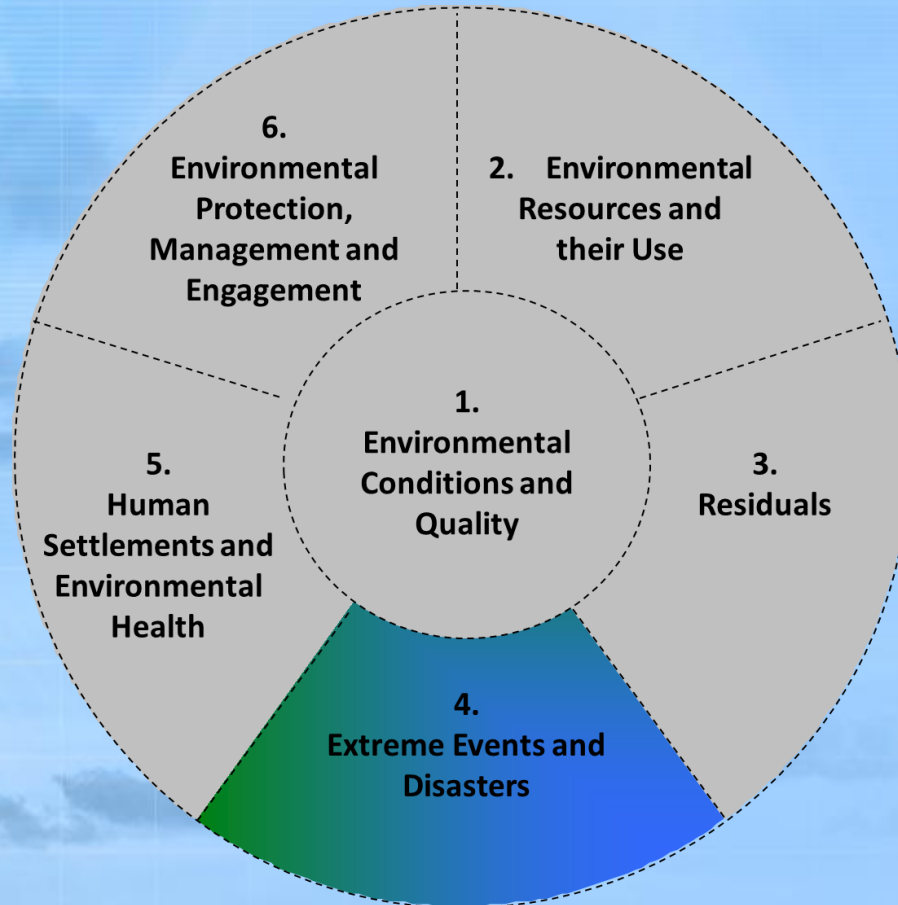 6.
Environmental
Protection,
Management and
Engagement
2. Environmental
Resources and
their Use
1.
Environmental
Conditions and
Quality
3.
Residuals
5.
Human
Settlements and
Environmental
Health
4.
Extreme Events and
Disasters